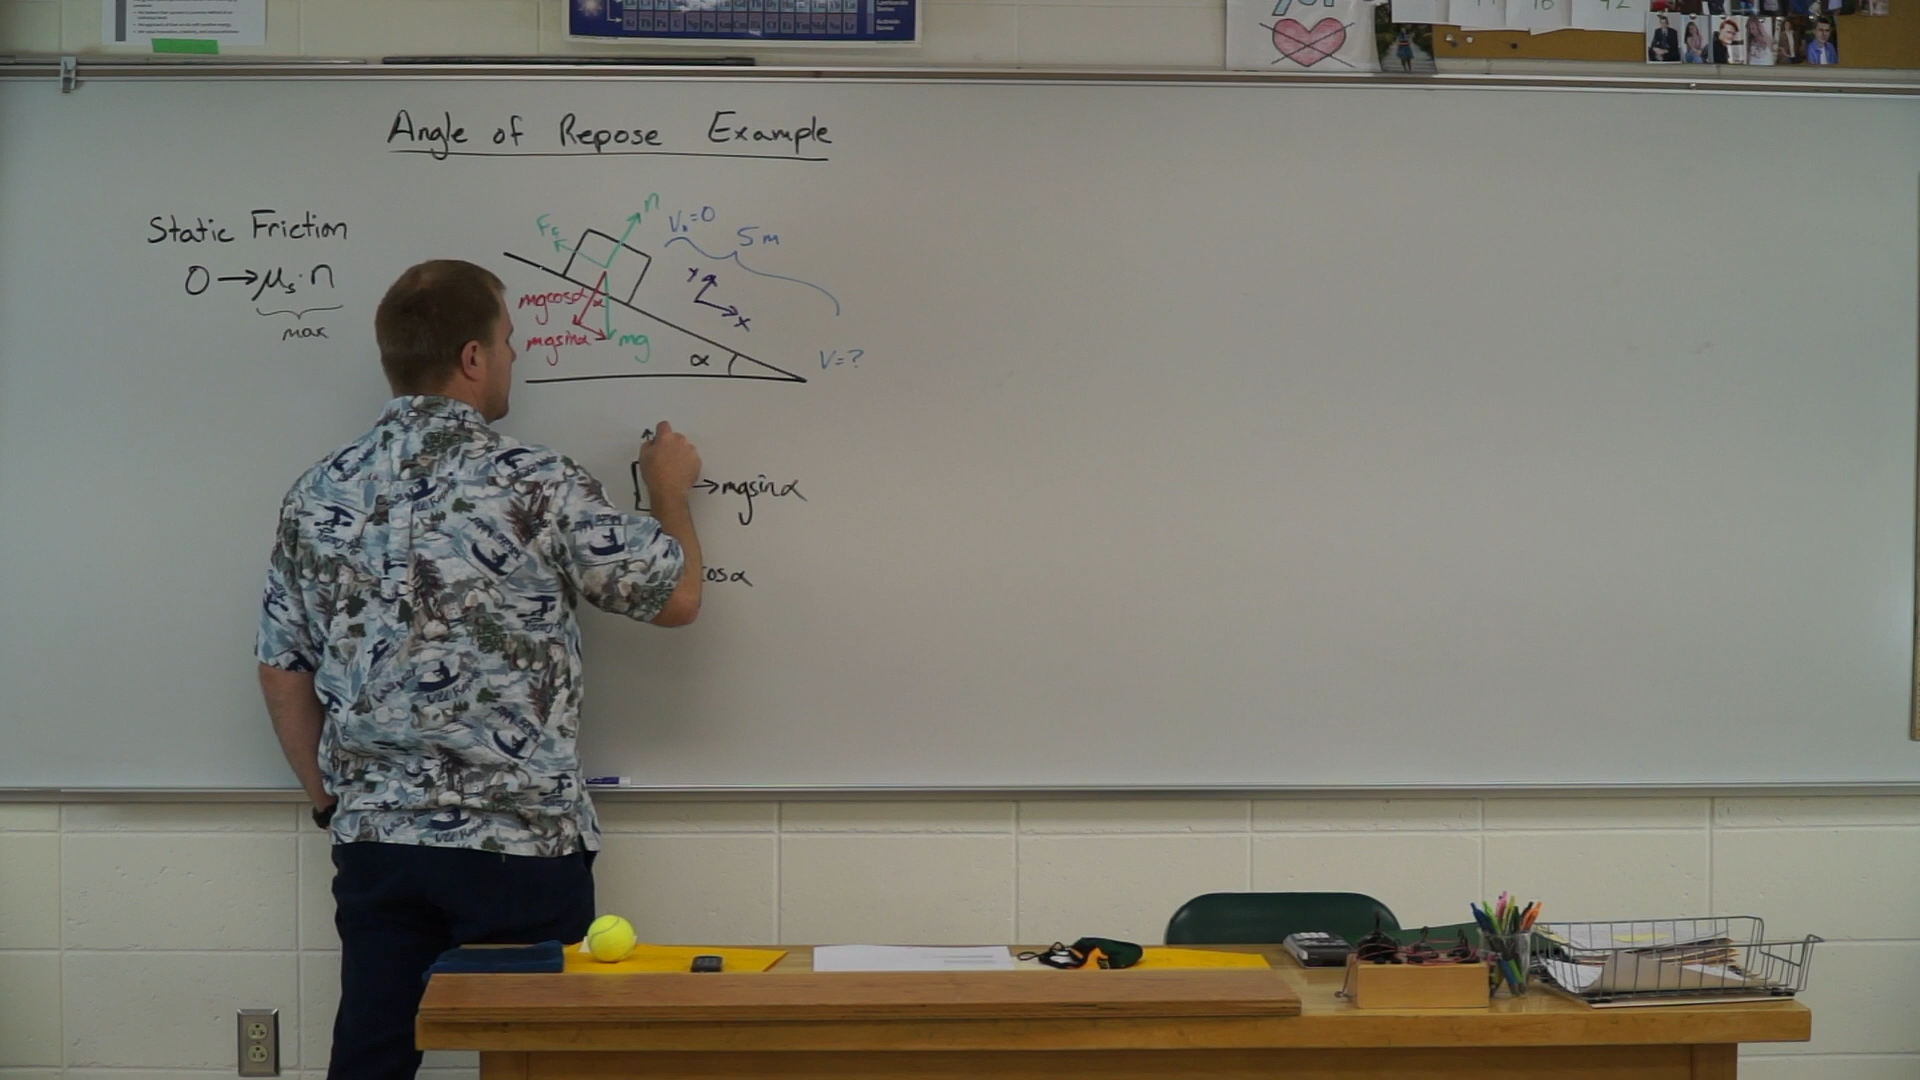 Angle of Repose Example
Static Friction
0→μs·n
max
n
Ff
V₀=0
5m
y
x
mgcosα
α
mgsinα
mg
α
V=?
→mgsinα
cosα